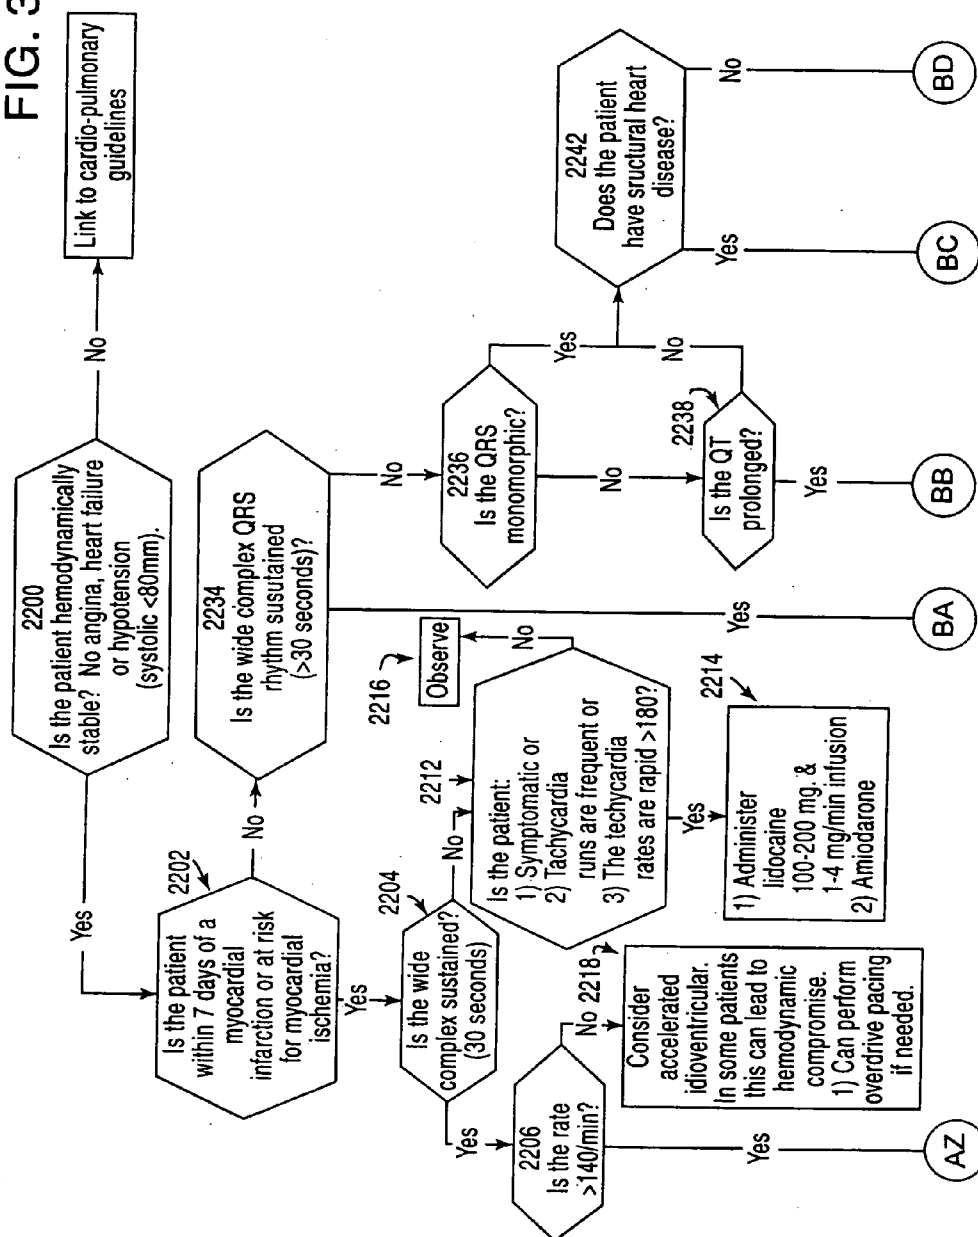 FIG. 3
2200
Is the patient hemodynamically
stable? No angina, heart failure
or hypotension
(systolic <80mm).
No
Link to cardio-pulmonary
guidelines
Yes
2202
Is the patient
within 7 days of a
myocardial
infarction or at risk
for myocardial
ischemia?
No
2234
Is the wide complex QRS
rhythm susutained
(>30 seconds)?
Yes
No
2204
Is the wide
complex sustained?
(30 seconds)
No
2212
Is the patient:
1) Symptomatic or
2) Tachycardia
runs are frequent or
3) The techycardia
rates are rapid >180?
No
2216
Observe
Yes
2214
1) Administer
lidocaine
100-200 mg. &
1-4 mg/min infusion
2) Amiodarone
Yes
2206
Is the rate
>140/min?
No
2218
Consider
accelerated
idioventricular.
In some patients
this can lead to
hemodynamic
compromise.
1) Can perform
overdrive pacing
if needed.
Yes
AZ
Yes
BA
2236
Is the QRS
monomorphic?
Yes
No
2238
Is the QT
prolonged?
No
Yes
BB
2242
Does the patient
have sructural heart
disease?
Yes
BC
No
BD